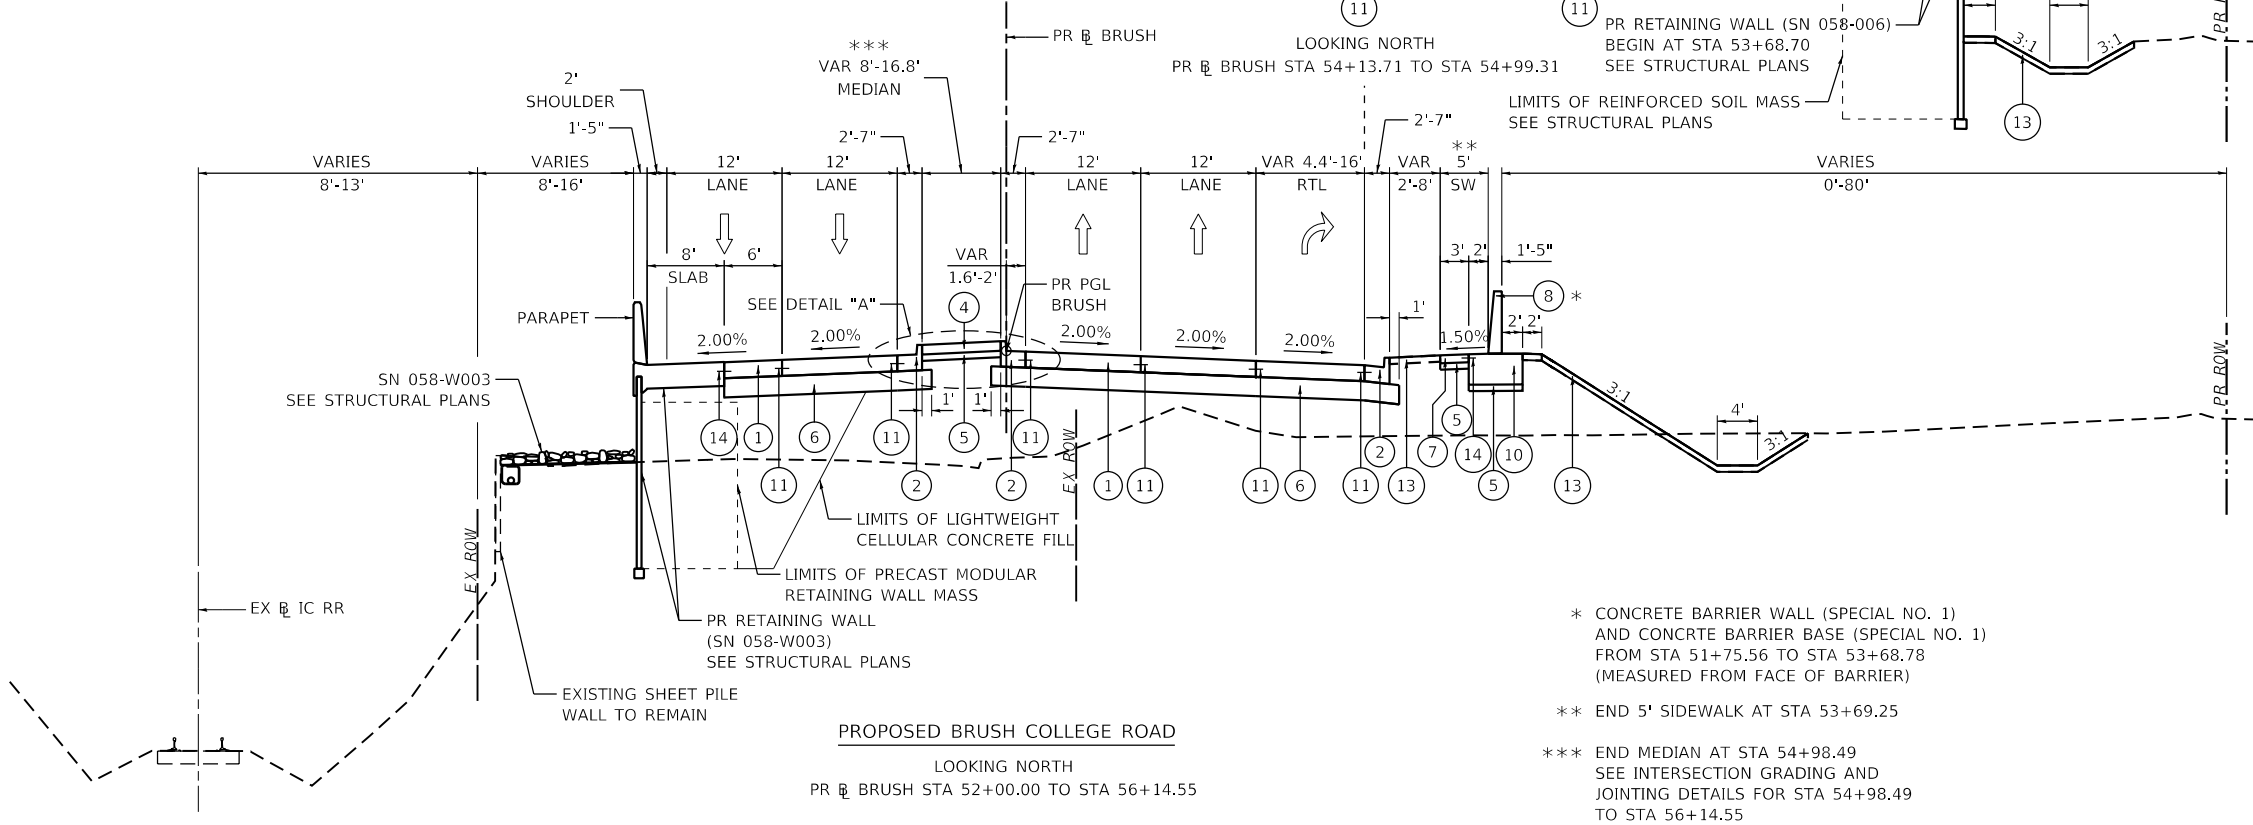 11
11
PR RETAINING WALL (SN 058-006)
BEGIN AT STA 53+68.70
SEE STRUCTURAL PLANS
LOOKING NORTH
PR BL BRUSH STA 54+13.71 TO STA 54+99.31
LIMITS OF REINFORCED SOIL MASS
SEE STRUCTURAL PLANS
3:1
3:1
13
PR BL BRUSH
***
VAR 8'-16.8'
MEDIAN
2'
SHOULDER
1'-5"
2'-7"
2'-7"
2'-7"
VARIES
8'-13'
VARIES
8'-16'
12'
LANE
12'
LANE
12'
LANE
12'
LANE
VAR 4.4'-16'
RTL
VAR
2'-8'
**
5'
SW
VARIES
0'-80'
8'
SLAB
6'
VAR
1.6'-2'
3'
2'
1'-5"
SEE DETAIL "A"
4
PR PGL
BRUSH
8 *
PARAPET
1'
2.00%
2.00%
2.00%
2.00%
2.00%
1.50%
2'
2'
SN 058-W003
SEE STRUCTURAL PLANS
3:1
4'
3:1
PR ROW
1'
1'
14
1
6
11
5
11
5
2
7
14
10
11
2
2
1
11
11
6
11
13
5
13
EX ROW
EX ROW
LIMITS OF LIGHTWEIGHT
CELLULAR CONCRETE FILL
LIMITS OF PRECAST MODULAR
RETAINING WALL MASS
EX BL IC RR
PR RETAINING WALL
(SN 058-W003)
SEE STRUCTURAL PLANS
EXISTING SHEET PILE
WALL TO REMAIN
PROPOSED BRUSH COLLEGE ROAD
LOOKING NORTH
PR BL BRUSH STA 52+00.00 TO STA 56+14.55
* CONCRETE BARRIER WALL (SPECIAL NO. 1)
AND CONCRTE BARRIER BASE (SPECIAL NO. 1)
FROM STA 51+75.56 TO STA 53+68.78
(MEASURED FROM FACE OF BARRIER)
** END 5' SIDEWALK AT STA 53+69.25
*** END MEDIAN AT STA 54+98.49
SEE INTERSECTION GRADING AND
JOINTING DETAILS FOR STA 54+98.49
TO STA 56+14.55